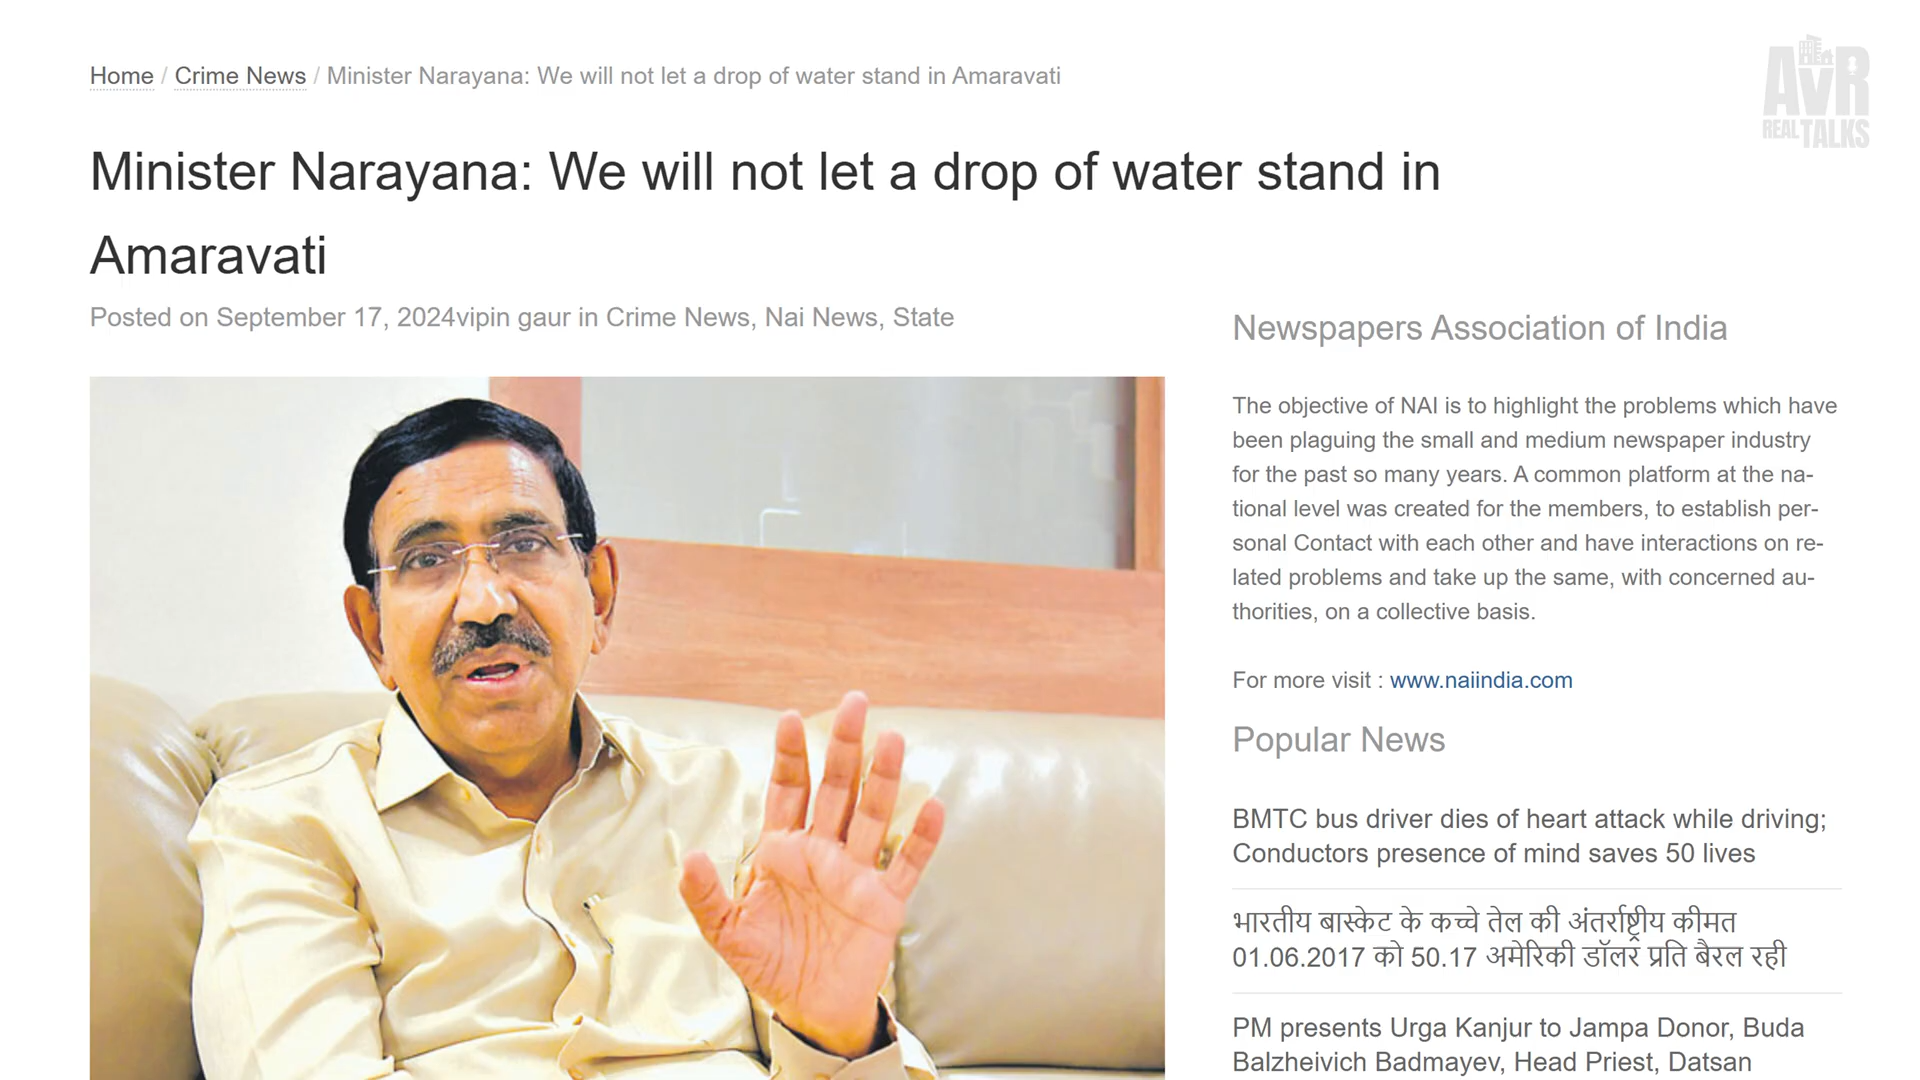 Home / Crime News / Minister Narayana: We will not let a drop of water stand in Amaravati
AVR
REAL TALKS
Minister Narayana: We will not let a drop of water stand in
Amaravati
Posted on September 17, 2024vipin gaur in Crime News, Nai News, State
Newspapers Association of India
The objective of NAI is to highlight the problems which have
been plaguing the small and medium newspaper industry
for the past so many years. A common platform at the na-
tional level was created for the members, to establish per-
sonal Contact with each other and have interactions on re-
lated problems and take up the same, with concerned au-
thorities, on a collective basis.
For more visit : www.naiindia.com
Popular News
BMTC bus driver dies of heart attack while driving;
Conductors presence of mind saves 50 lives
भारतीय बास्केट के कच्चे तेल की अंतर्राष्ट्रीय कीमत
01.06.2017 को 50.17 अमेरिकी डॉलर प्रति बैरल रही
PM presents Urga Kanjur to Jampa Donor, Buda
Balzheivich Badmayev, Head Priest, Datsan